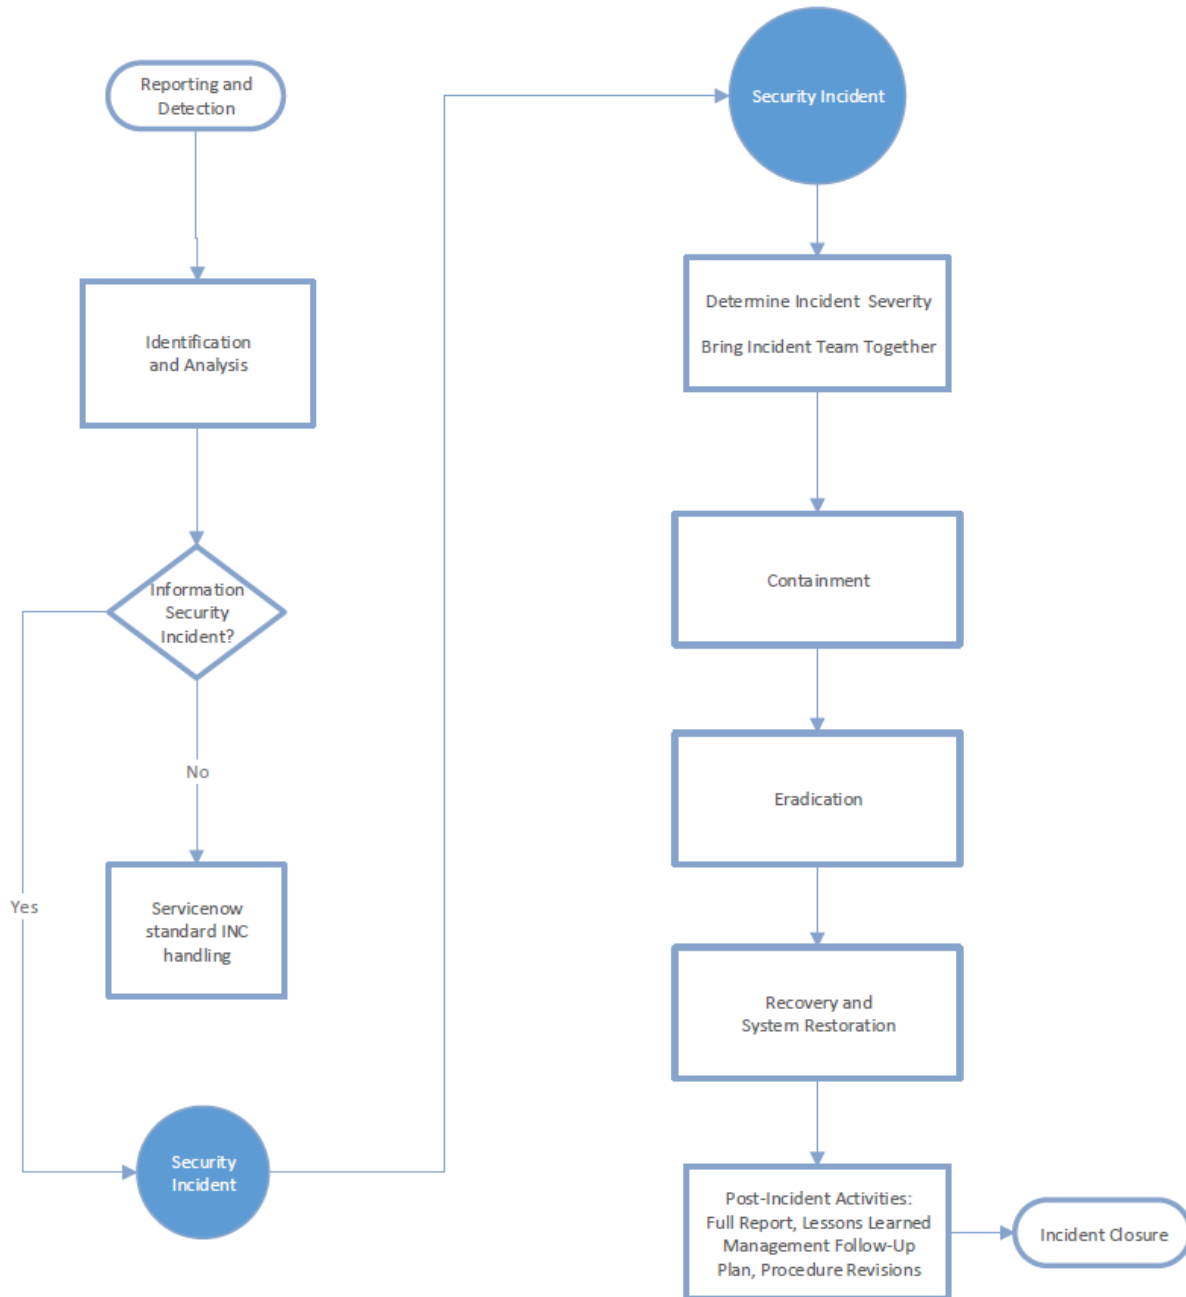 Reporting and
Detection
Identification
and Analysis
Information
Security
Incident?
No
Yes
Servicenow
standard INC
handling
Security
Incident
Security Incident
Determine Incident Severity
Bring Incident Team Together
Containment
Eradication
Recovery and
System Restoration
Post-Incident Activities:
Full Report, Lessons Learned
Management Follow-Up
Plan, Procedure Revisions
Incident Closure